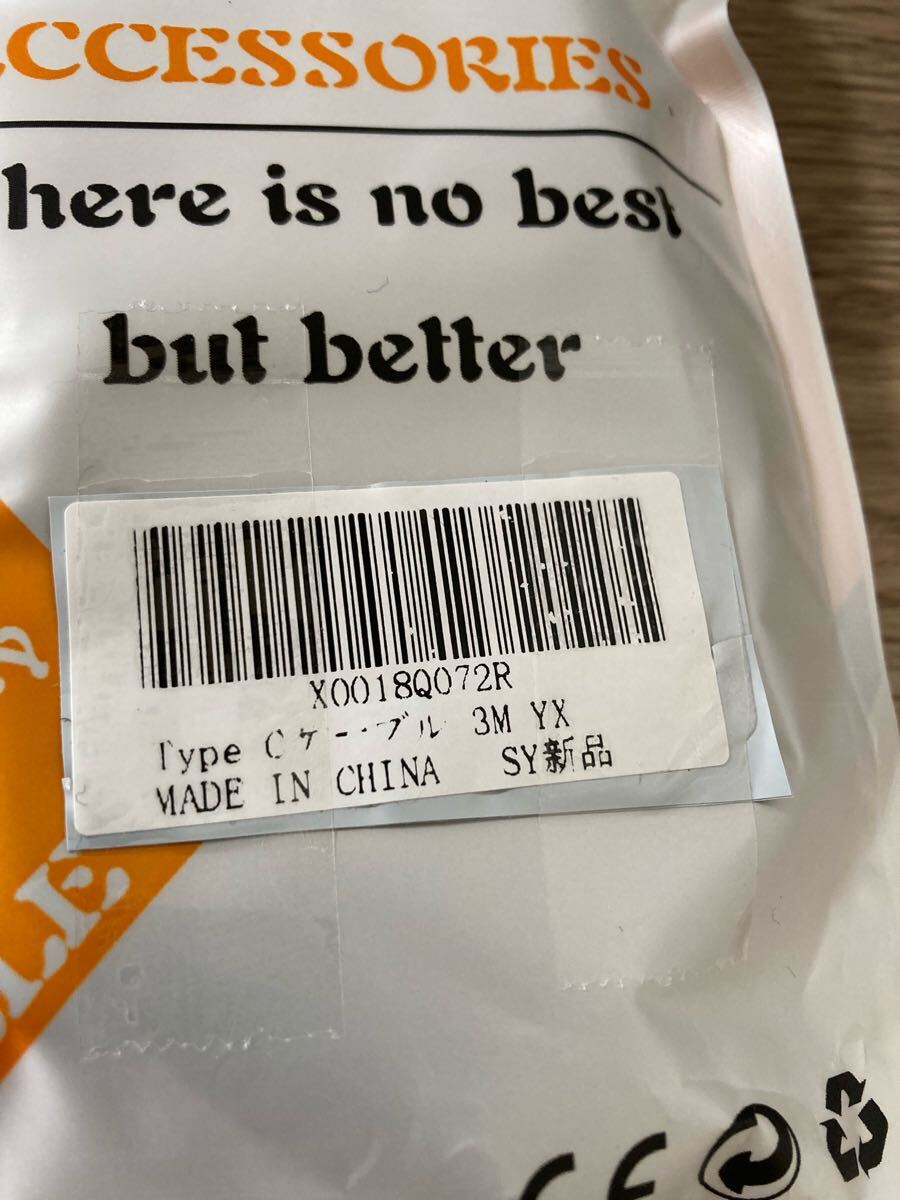 ACCESSORIES
here is no best
but better
X0018Q072R
Type Cケーブル 3M YX
MADE IN CHINA SY新品
CE